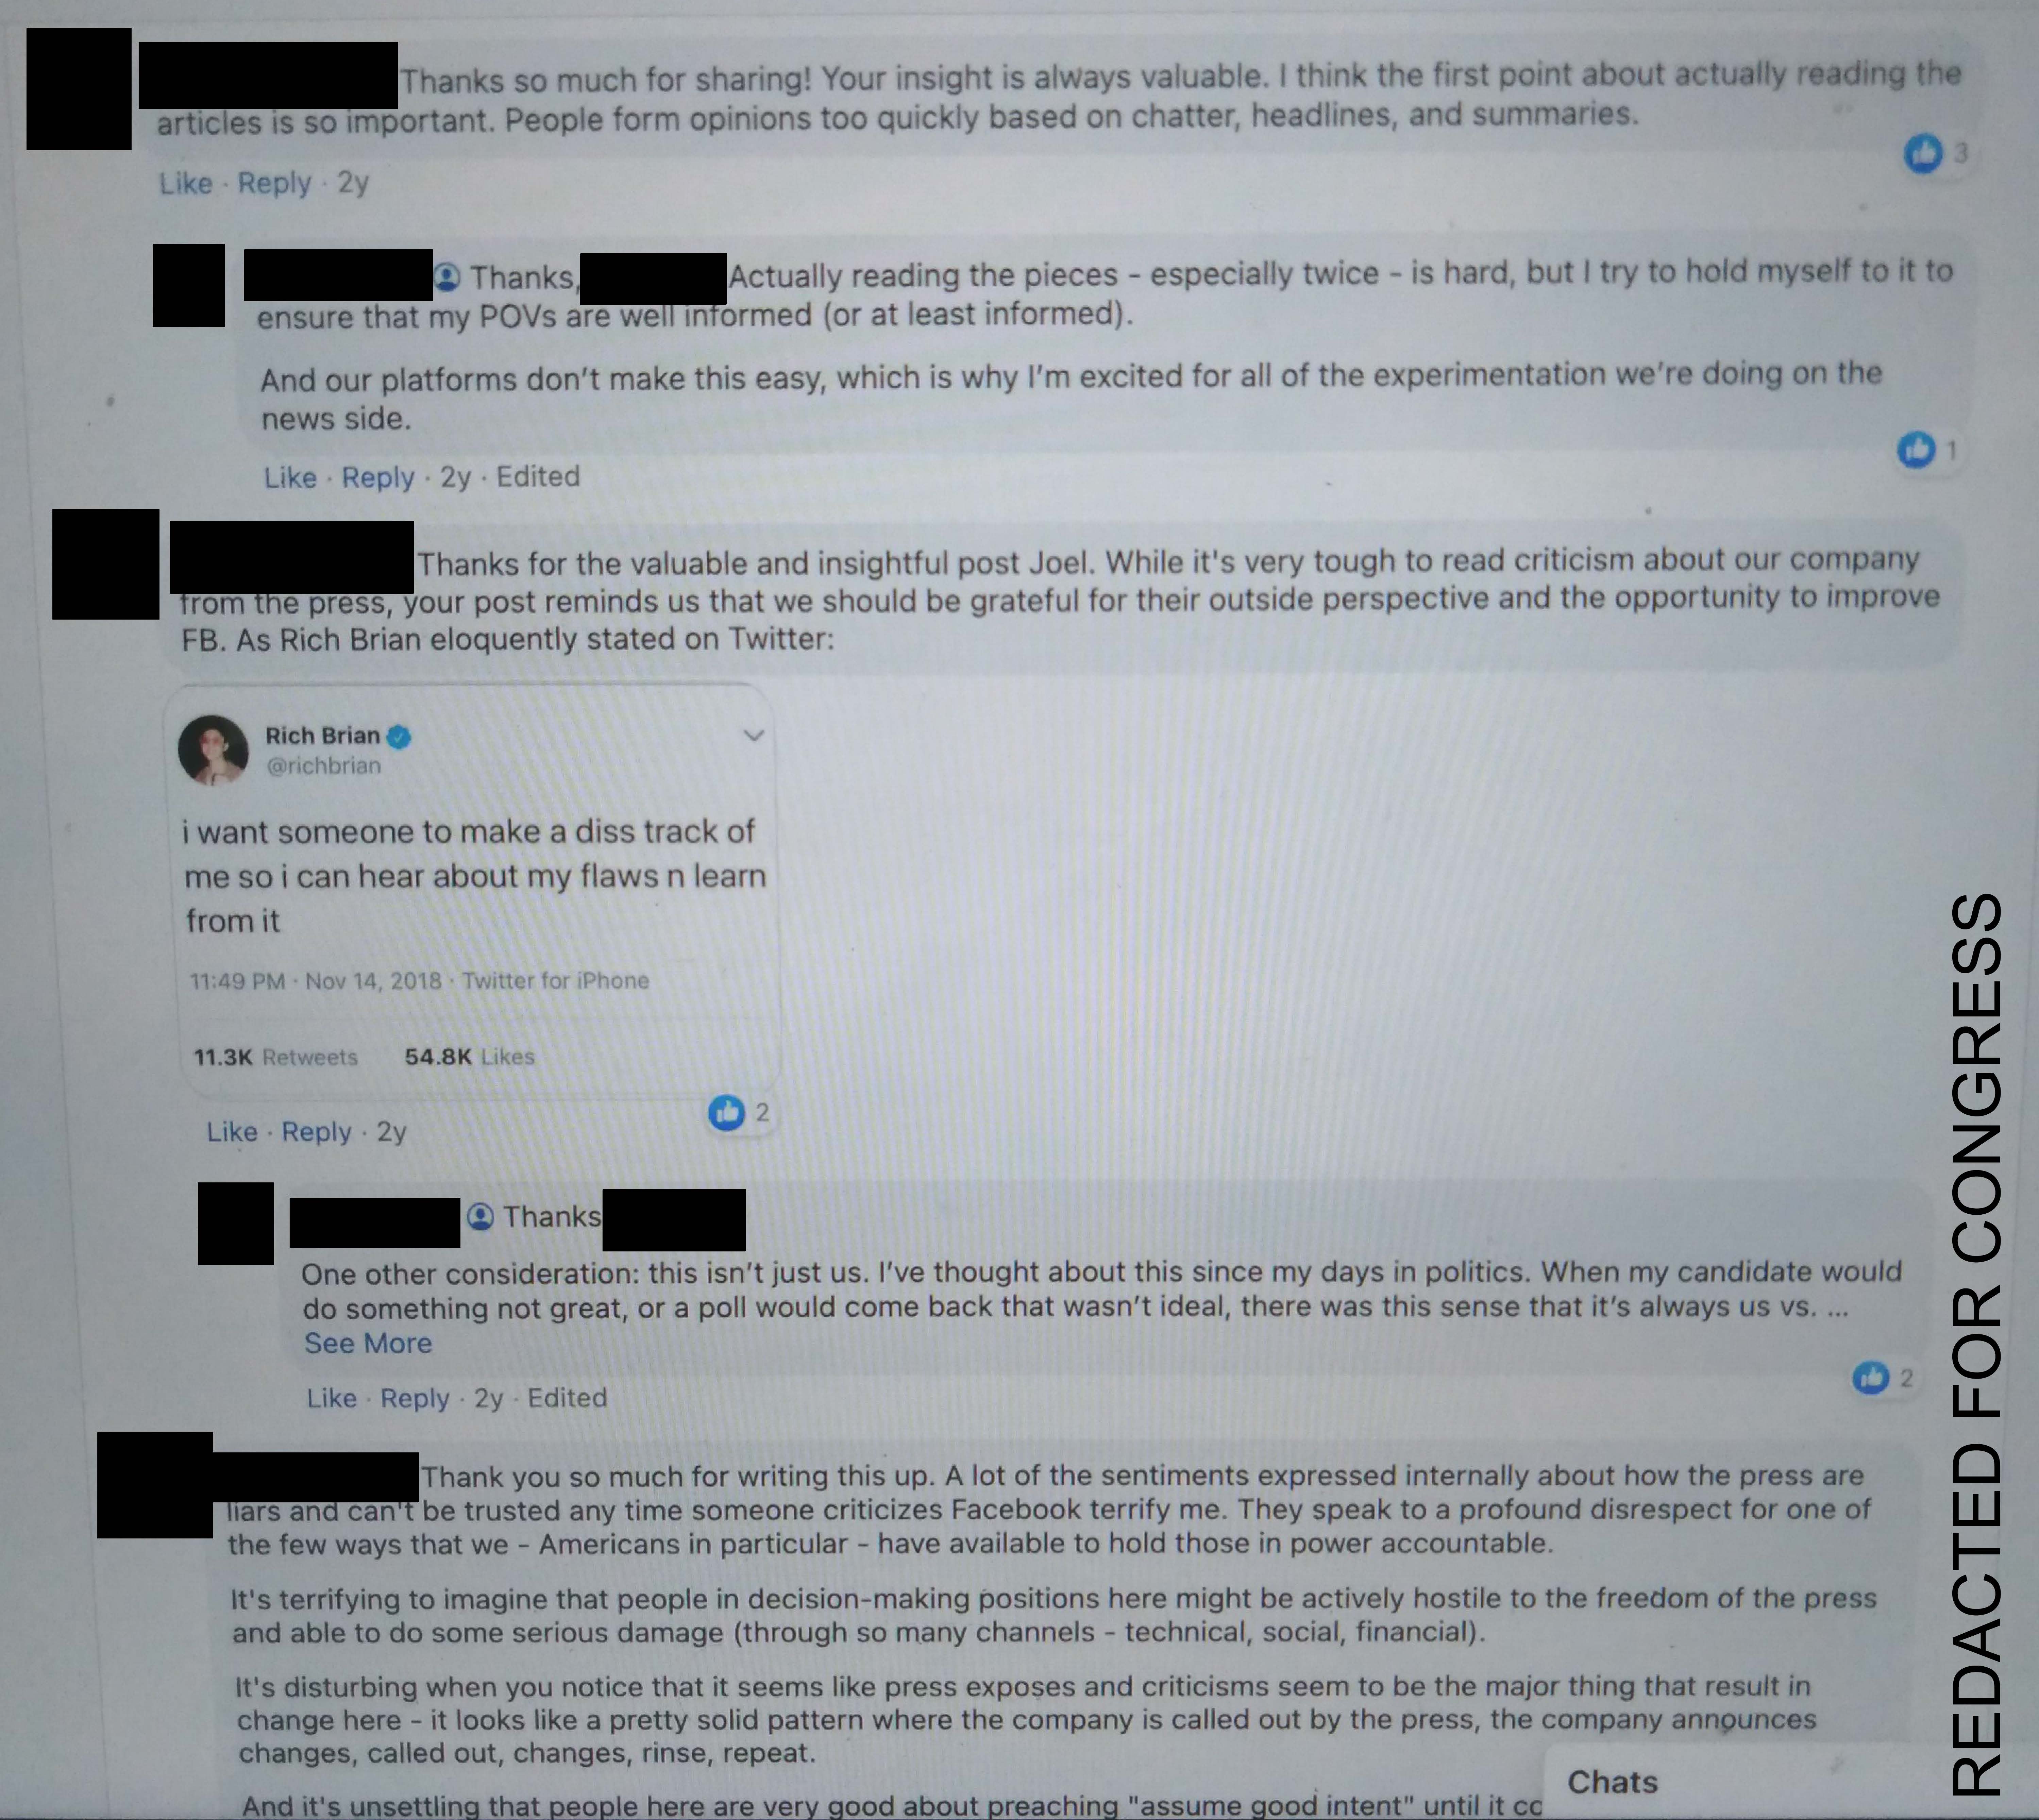 Thanks so much for sharing! Your insight is always valuable. I think the first point about actually reading the
articles is so important. People form opinions too quickly based on chatter, headlines, and summaries.
3
Like · Reply · 2y
Thanks, Actually reading the pieces - especially twice - is hard, but I try to hold myself to it to
ensure that my POVs are well informed (or at least informed).
And our platforms don't make this easy, which is why I'm excited for all of the experimentation we're doing on the
news side.
1
Like · Reply · 2y · Edited
Thanks for the valuable and insightful post Joel. While it's very tough to read criticism about our company
from the press, your post reminds us that we should be grateful for their outside perspective and the opportunity to improve
FB. As Rich Brian eloquently stated on Twitter:
Rich Brian
@richbrian
i want someone to make a diss track of
me so i can hear about my flaws n learn
from it
11:49 PM · Nov 14, 2018 · Twitter for iPhone
11.3K Retweets 54.8K Likes
2
Like · Reply · 2y
Thanks
One other consideration: this isn't just us. I've thought about this since my days in politics. When my candidate would
do something not great, or a poll would come back that wasn't ideal, there was this sense that it's always us vs. ...
See More
2
Like · Reply · 2y · Edited
Thank you so much for writing this up. A lot of the sentiments expressed internally about how the press are
liars and can't be trusted any time someone criticizes Facebook terrify me. They speak to a profound disrespect for one of
the few ways that we - Americans in particular - have available to hold those in power accountable.
It's terrifying to imagine that people in decision-making positions here might be actively hostile to the freedom of the press
and able to do some serious damage (through so many channels - technical, social, financial).
It's disturbing when you notice that it seems like press exposes and criticisms seem to be the major thing that result in
change here - it looks like a pretty solid pattern where the company is called out by the press, the company announces
changes, called out, changes, rinse, repeat.
And it's unsettling that people here are very good about preaching "assume good intent" until it
Chats
REDACTED FOR CONGRESS